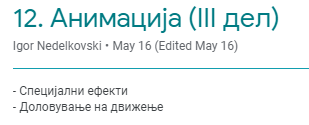 12. Анимација (III дел)
Igor Nedelkovski • May 16 (Edited May 16)
- Специјални ефекти
- Доловување на движење